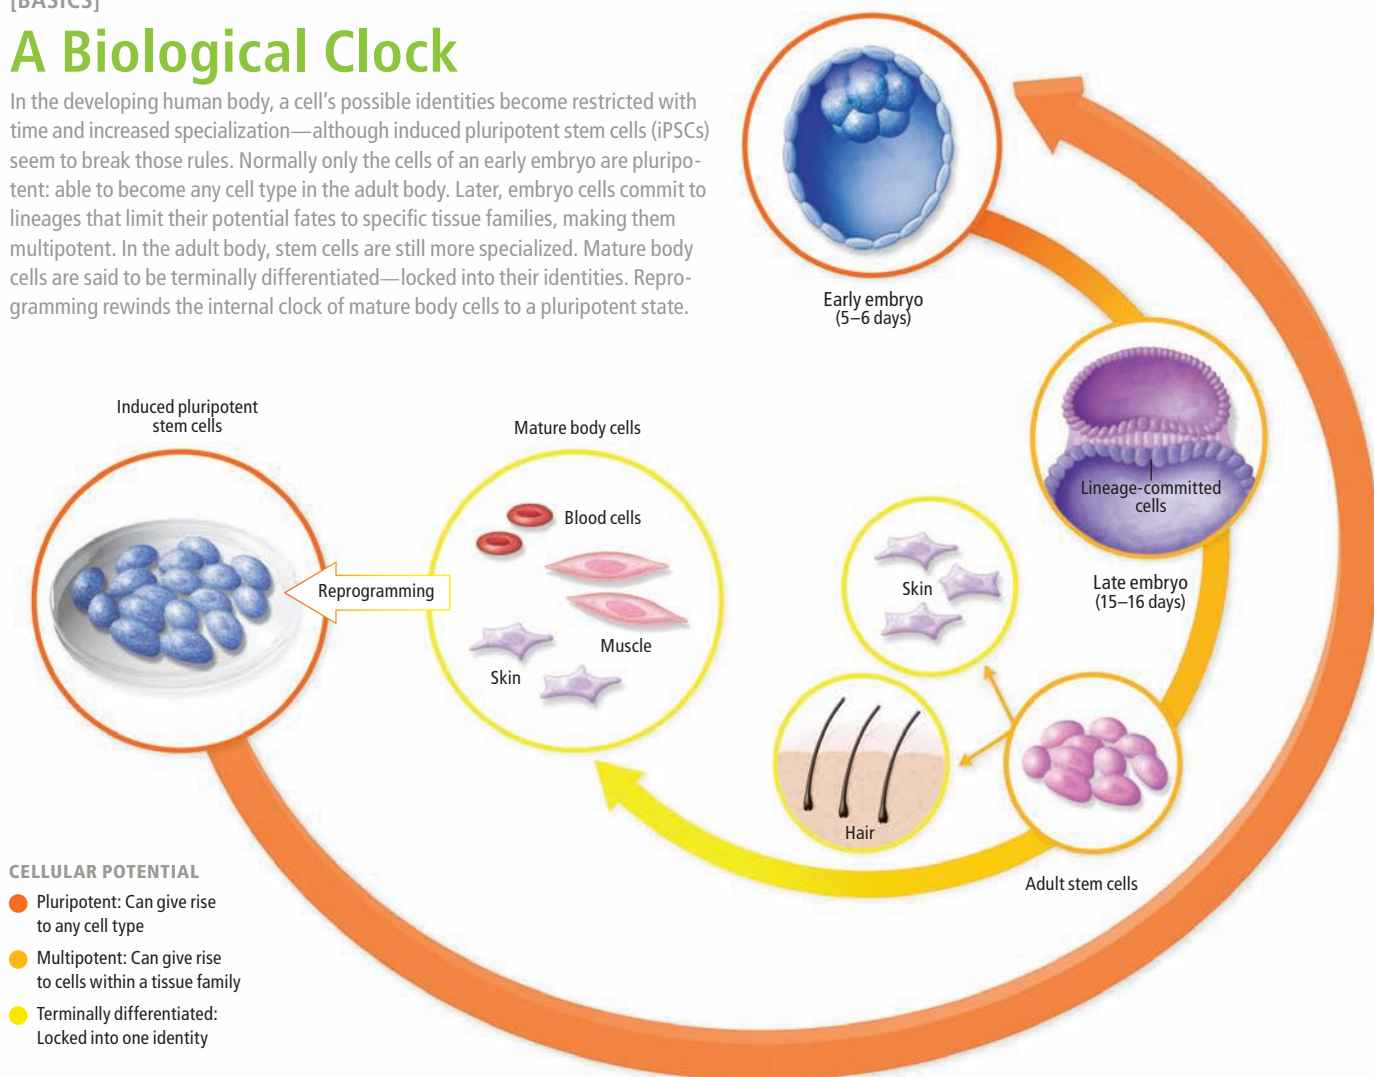 [BASICS]
A Biological Clock
In the developing human body, a cell’s possible identities become restricted with
time and increased specialization—although induced pluripotent stem cells (iPSCs)
seem to break those rules. Normally only the cells of an early embryo are pluripo-
tent: able to become any cell type in the adult body. Later, embryo cells commit to
lineages that limit their potential fates to specific tissue families, making them
multipotent. In the adult body, stem cells are still more specialized. Mature body
cells are said to be terminally differentiated—locked into their identities. Repro-
gramming rewinds the internal clock of mature body cells to a pluripotent state.
Early embryo
(5–6 days)
Lineage-committed
cells
Late embryo
(15–16 days)
Induced pluripotent
stem cells
Reprogramming
Mature body cells
Blood cells
Muscle
Skin
Skin
Hair
Adult stem cells
CELLULAR POTENTIAL
Pluripotent: Can give rise
to any cell type
Multipotent: Can give rise
to cells within a tissue family
Terminally differentiated:
Locked into one identity